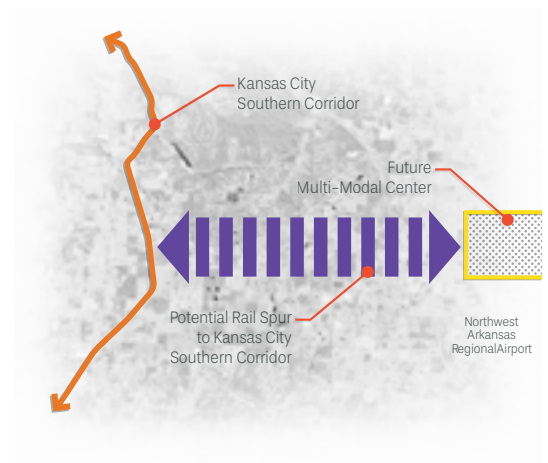 Kansas City
Southern Corridor
Future
Multi-Modal Center
Potential Rail Spur
to Kansas City
Southern Corridor
Northwest
Arkansas
RegionalAirport